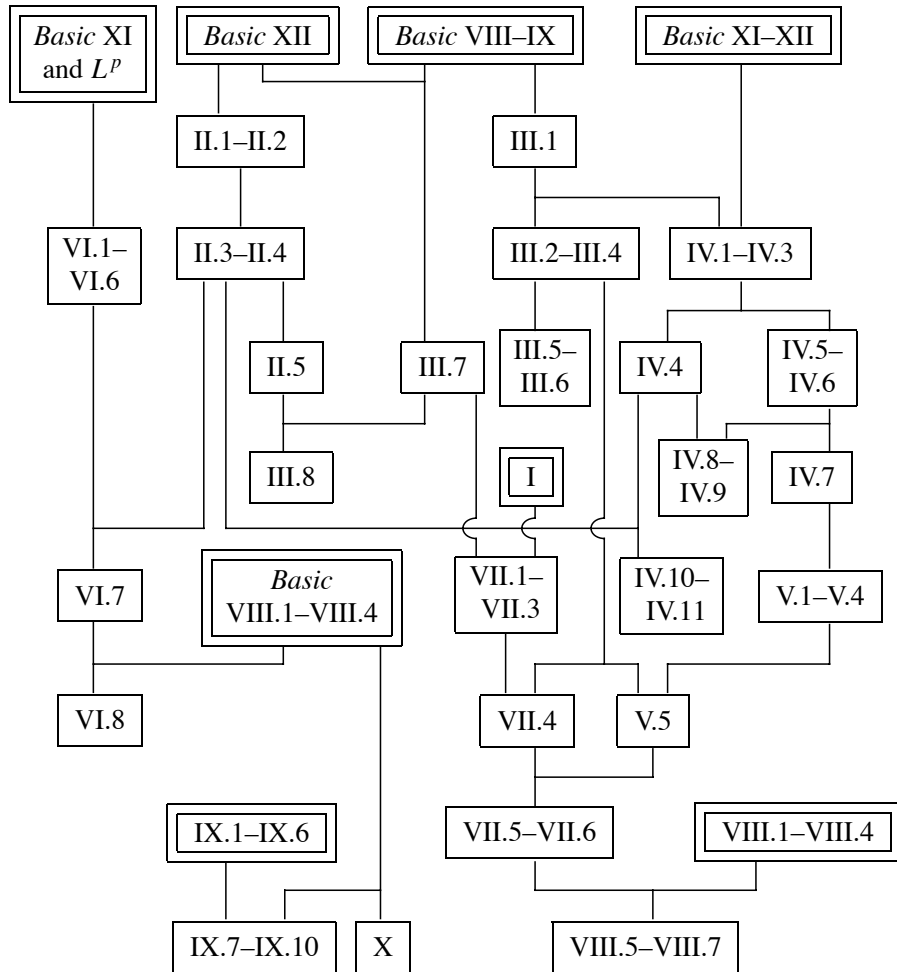 Basic XI
and L^p
Basic XII
Basic VIII–IX
Basic XI–XII
II.1–II.2
III.1
VI.1–
VI.6
II.3–II.4
III.2–III.4
IV.1–IV.3
II.5
III.7
III.5–
III.6
IV.4
IV.5–
IV.6
III.8
I
IV.8–
IV.9
IV.7
VI.7
Basic
VIII.1–VIII.4
VII.1–
VII.3
IV.10–
IV.11
V.1–V.4
VI.8
VII.4
V.5
IX.1–IX.6
VII.5–VII.6
VIII.1–VIII.4
IX.7–IX.10
X
VIII.5–VIII.7